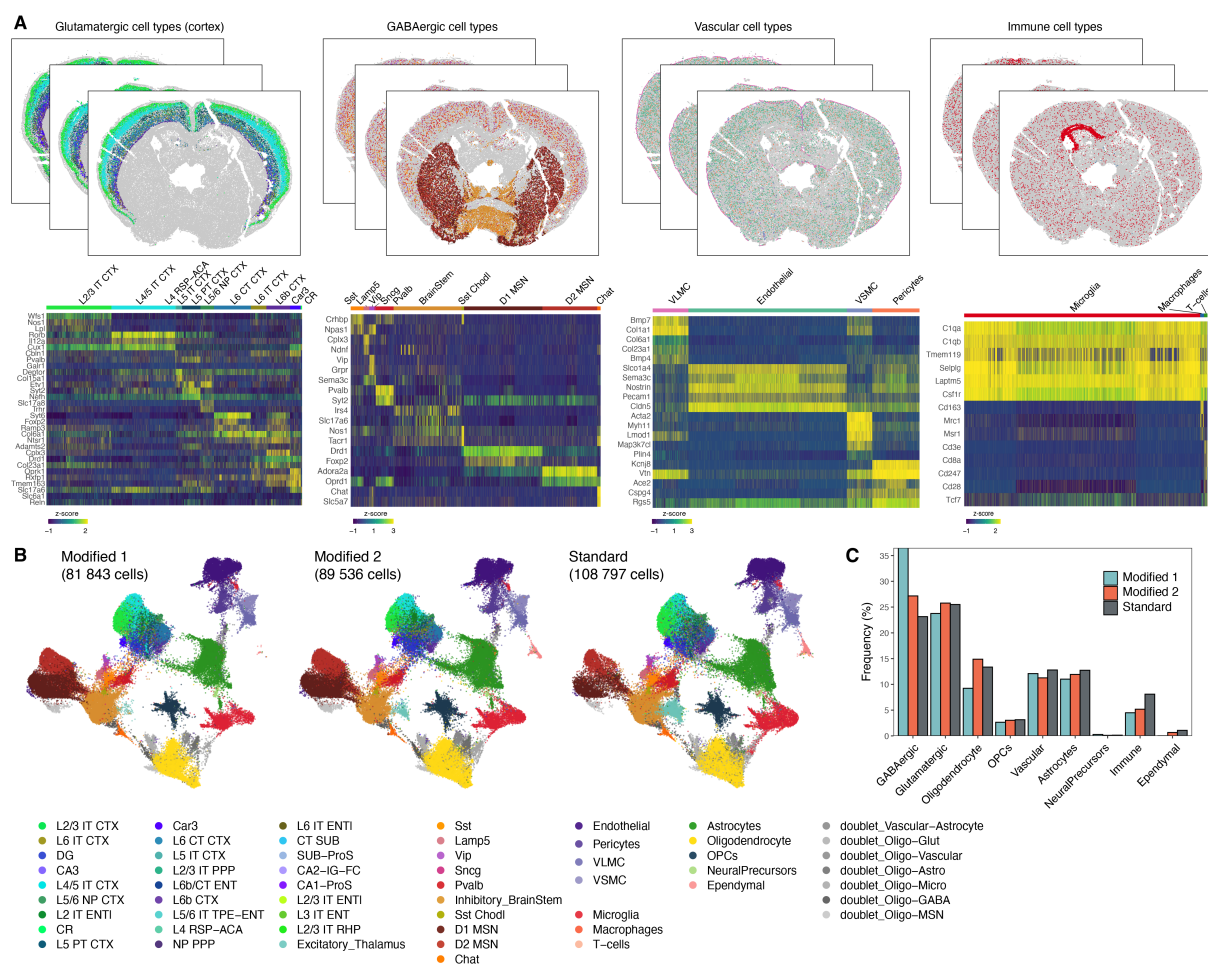 A
Glutamatergic cell types (cortex)
GABAergic cell types
Vascular cell types
Immune cell types
L2/3 IT CTX
L4/5 IT CTX
L4 RSP-ACA
L5 IT CTX
L5 PT CTX
L5/6 NP CTX
L6 CT CTX
L6 IT CTX
L6b CTX
Car3
CR
Wfs1
Nos1
Lpl
Rorb
Il12a
Cux1
Cbln1
Pvalb
Galr1
Deptor
Col15a1
Etv1
Syt2
Nefh
Slc17a8
Trhr
Syt6
Foxp2
Ramp3
Col6a1
Ntsr1
Adamts2
Cplx3
Drd1
Col23a1
Oprk1
Rxfp1
Tmem163
Slc17a6
Slc6a1
Reln
z-score
−1 2
Sst
Lamp5
Vip
Sncg
Pvalb
BrainStem
Sst Chodl
D1 MSN
D2 MSN
Chat
Crhbp
Npas1
Cplx3
Ndnf
Vip
Grpr
Sema3c
Pvalb
Syt2
Irs4
Slc17a6
Nos1
Tacr1
Drd1
Foxp2
Adora2a
Oprd1
Chat
Slc5a7
z-score
−1 1 3
VLMC
Endothelial
VSMC
Pericytes
Bmp7
Col1a1
Col6a1
Col23a1
Bmp4
Slco1a4
Sema3c
Nostrin
Pecam1
Cldn5
Acta2
Myh11
Lmod1
Map3k7cl
Plin4
Kcnj8
Vtn
Ace2
Cspg4
Rgs5
z-score
−1 1 3
Microglia
Macrophages
T-cells
C1qa
C1qb
Tmem119
Selplg
Laptm5
Csf1r
Cd163
Mrc1
Msr1
Cd3e
Cd8a
Cd247
Cd28
Tcf7
z-score
−1 2
B
Modified 1
(81 843 cells)
Modified 2
(89 536 cells)
Standard
(108 797 cells)
L2/3 IT CTX
L6 IT CTX
DG
CA3
L4/5 IT CTX
L5/6 NP CTX
L2 IT ENTl
CR
L5 PT CTX
Car3
L6 CT CTX
L5 IT CTX
L2/3 IT PPP
L6b/CT ENT
L6b CTX
L5/6 IT TPE−ENT
L4 RSP−ACA
NP PPP
L6 IT ENTl
CT SUB
SUB−ProS
CA2−IG−FC
CA1−ProS
L2/3 IT ENTl
L3 IT ENT
L2/3 IT RHP
Excitatory_Thalamus
Sst
Lamp5
Vip
Sncg
Pvalb
Inhibitory_BrainStem
Sst Chodl
D1 MSN
D2 MSN
Chat
Endothelial
Pericytes
VLMC
VSMC
Microglia
Macrophages
T−cells
Astrocytes
Oligodendrocyte
OPCs
NeuralPrecursors
Ependymal
doublet_Vascular−Astrocyte
doublet_Oligo−Glut
doublet_Oligo−Vascular
doublet_Oligo−Astro
doublet_Oligo−Micro
doublet_Oligo−GABA
doublet_Oligo−MSN
C
Frequency (%)
35
30
25
20
15
10
5
0
Modified 1
Modified 2
Standard
GABAergic
Glutamatergic
Oligodendrocyte
OPCs
Vascular
Astrocytes
NeuralPrecursors
Immune
Ependymal